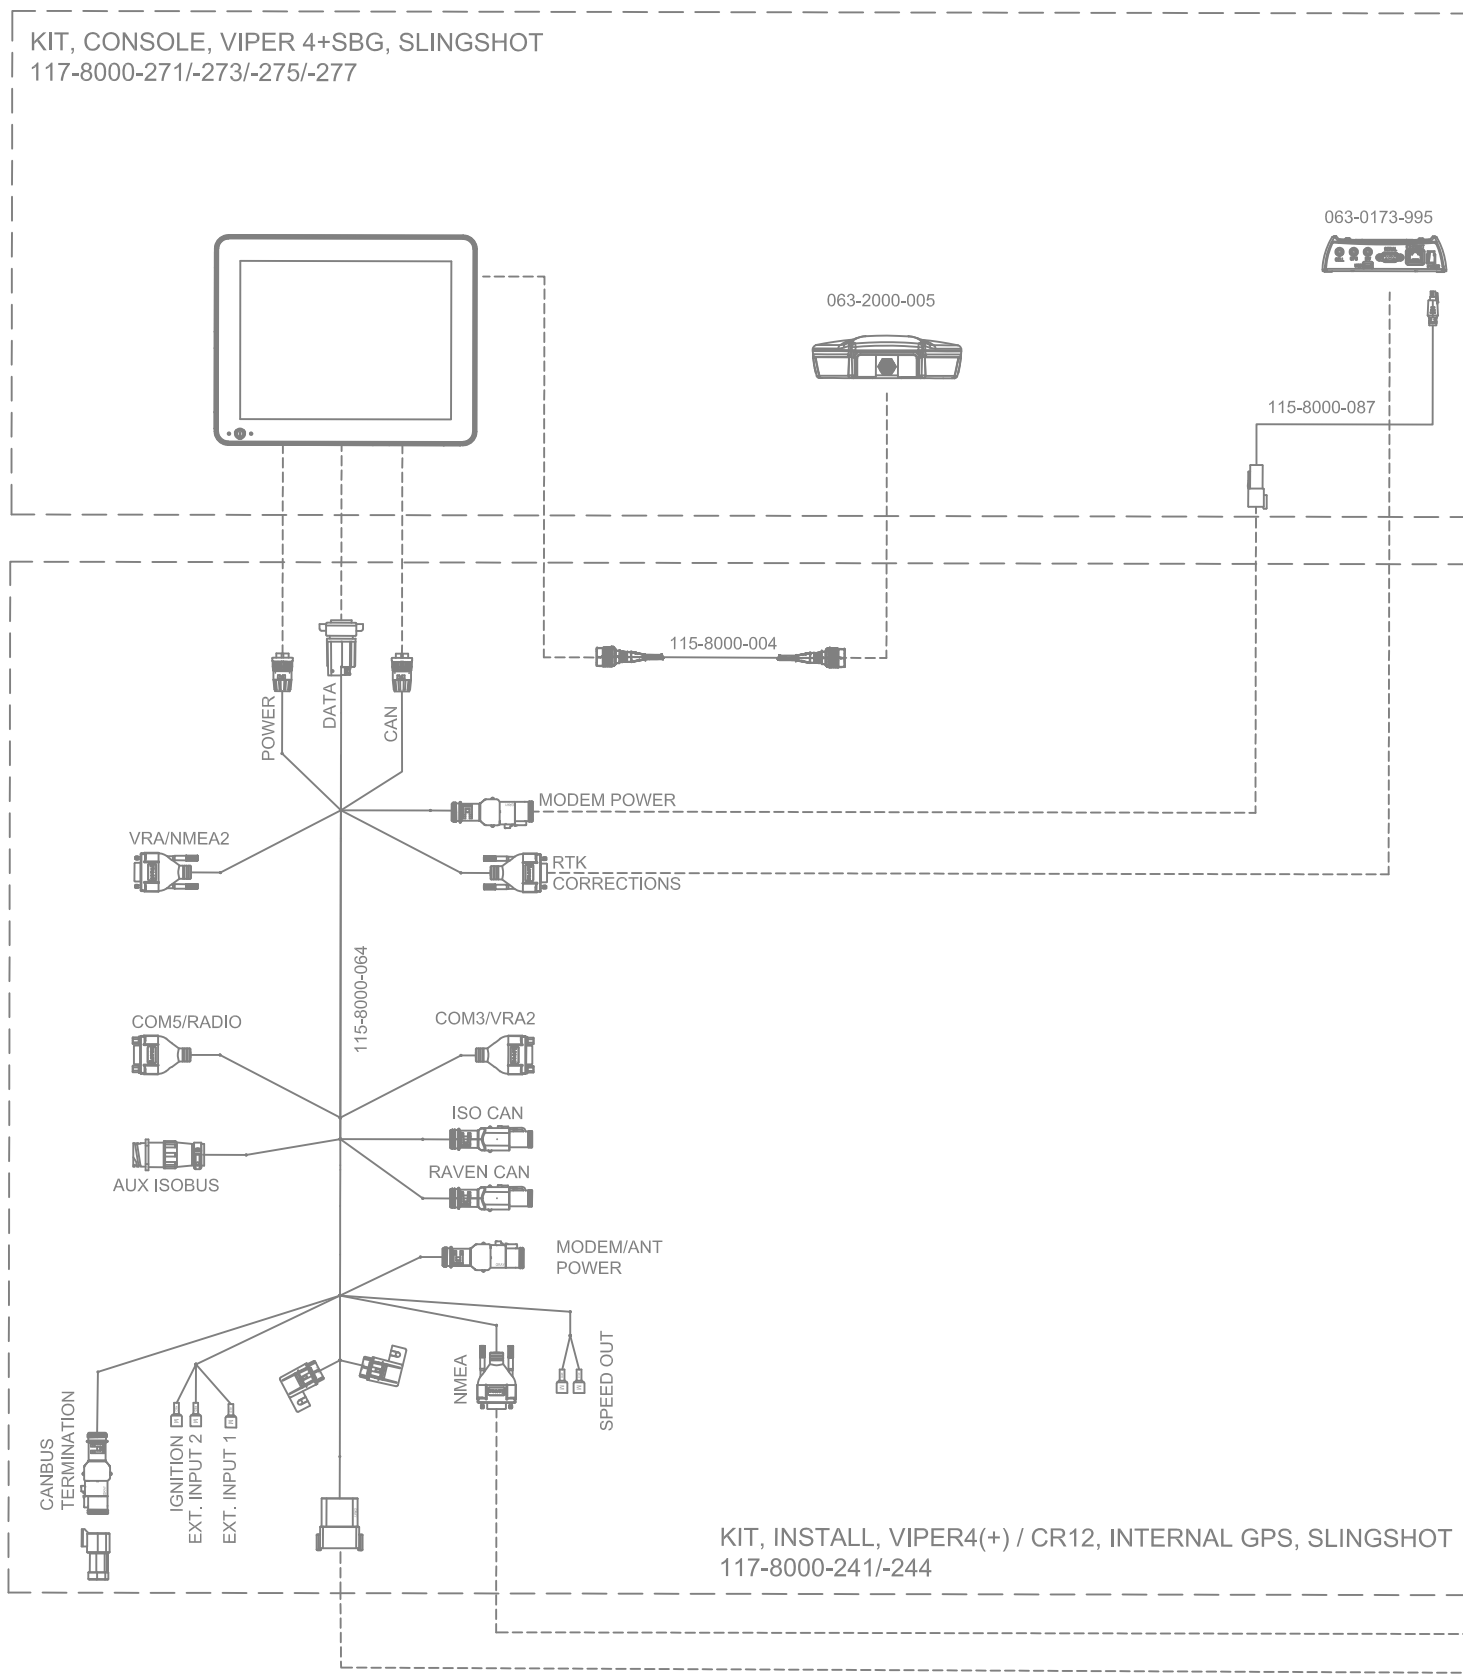 KIT, CONSOLE, VIPER 4+SBG, SLINGSHOT
117-8000-271/-273/-275/-277
063-0173-995
063-2000-005
115-8000-087
115-8000-004
POWER
DATA
CAN
MODEM POWER
VRA/NMEA2
RTK
CORRECTIONS
115-8000-064
COM5/RADIO
COM3/VRA2
ISO CAN
AUX ISOBUS
RAVEN CAN
MODEM/ANT
POWER
CANBUS
TERMINATION
IGNITION
EXT. INPUT 2
EXT. INPUT 1
NMEA
SPEED OUT
KIT, INSTALL, VIPER4(+) / CR12, INTERNAL GPS, SLINGSHOT
117-8000-241/-244